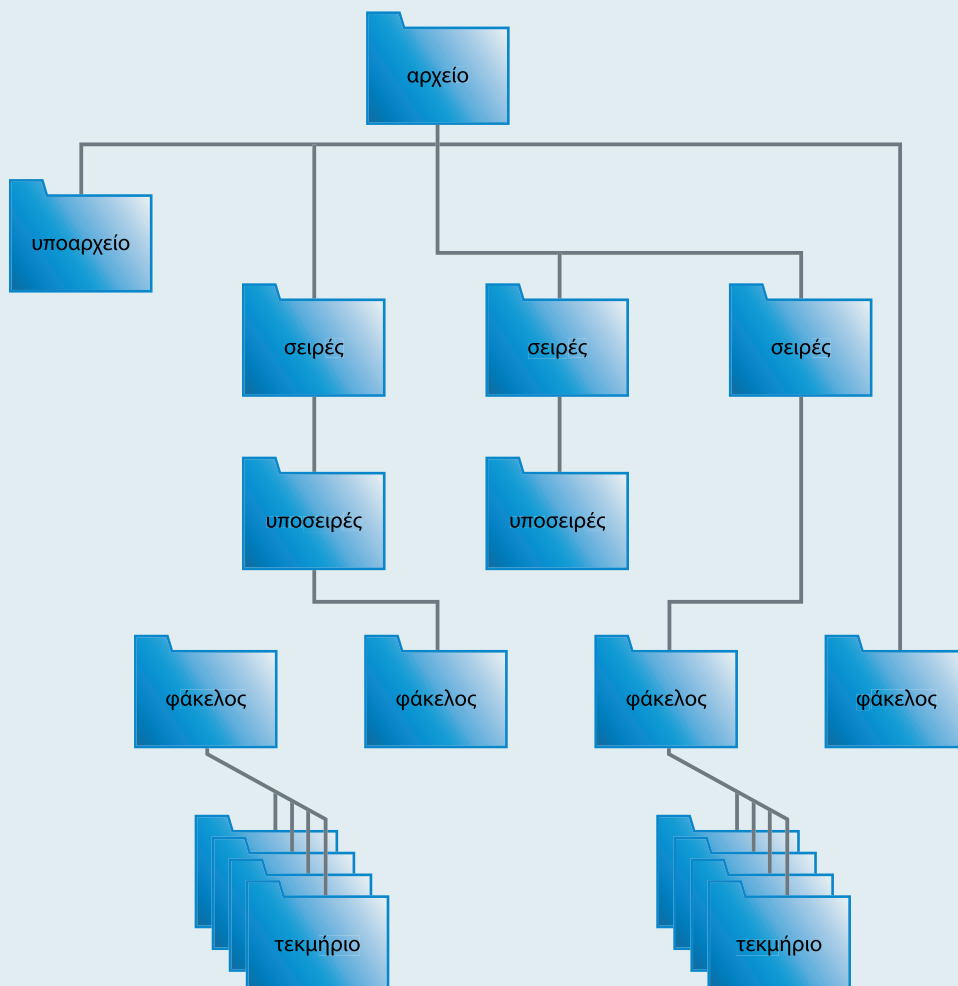 αρχείο
υποαρχείο
σειρές
σειρές
σειρές
υποσειρές
υποσειρές
φάκελος
φάκελος
φάκελος
φάκελος
τεκμήριο
τεκμήριο